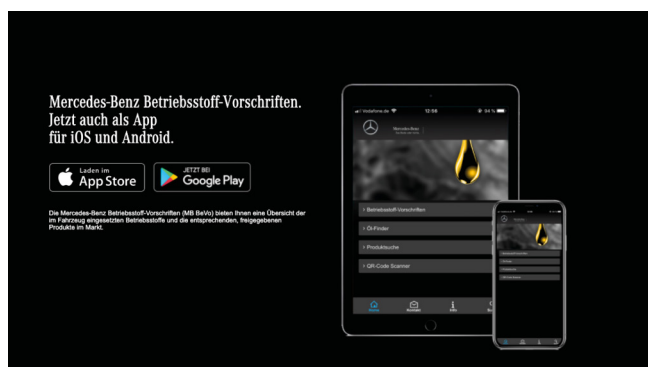 Mercedes-Benz Betriebsstoff-Vorschriften.
Jetzt auch als App
für iOS und Android.
Laden im
App Store
JETZT BEI
Google Play
Die Mercedes-Benz Betriebsstoff-Vorschriften (MB BeVo) bieten Ihnen eine Übersicht der
im Fahrzeug eingesetzten Betriebsstoffe und die entsprechenden, freigegebenen
Produkte im Markt.
Vodafone.de
12:56
94 %
Mercedes-Benz
› Betriebsstoff-Vorschriften
› Öl-Finder
› Produktsuche
› QR-Code Scanner
Home
Kontakt
Info